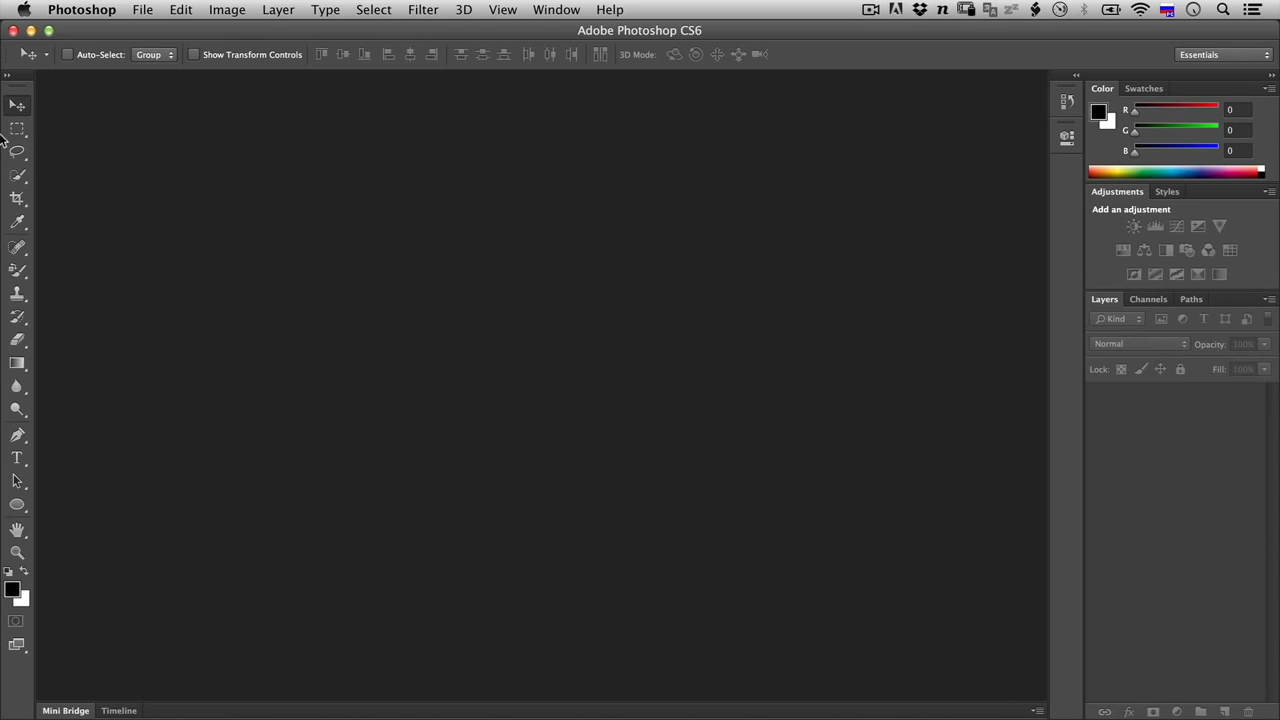 Photoshop File Edit Image Layer Type Select Filter 3D View Window Help
Adobe Photoshop CS6
Auto-Select: Group Show Transform Controls 3D Mode: Essentials
Color Swatches
R 0
G 0
B 0
Adjustments Styles
Add an adjustment
Layers Channels Paths
Kind
Normal Opacity: 100%
Lock: Fill: 100%
Mini Bridge Timeline